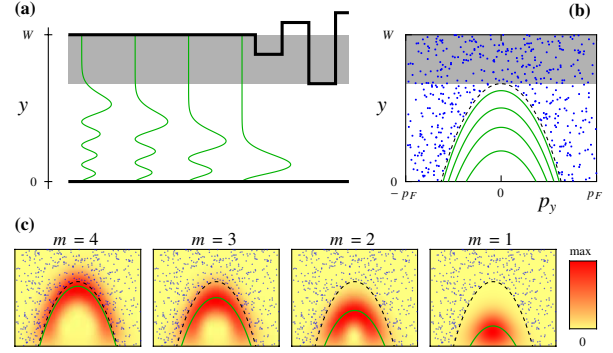 (a)
W
y
0
(b)
W
y
0
− p_F
0
p_y
p_F
(c)
m = 4
m = 3
m = 2
m = 1
max
0